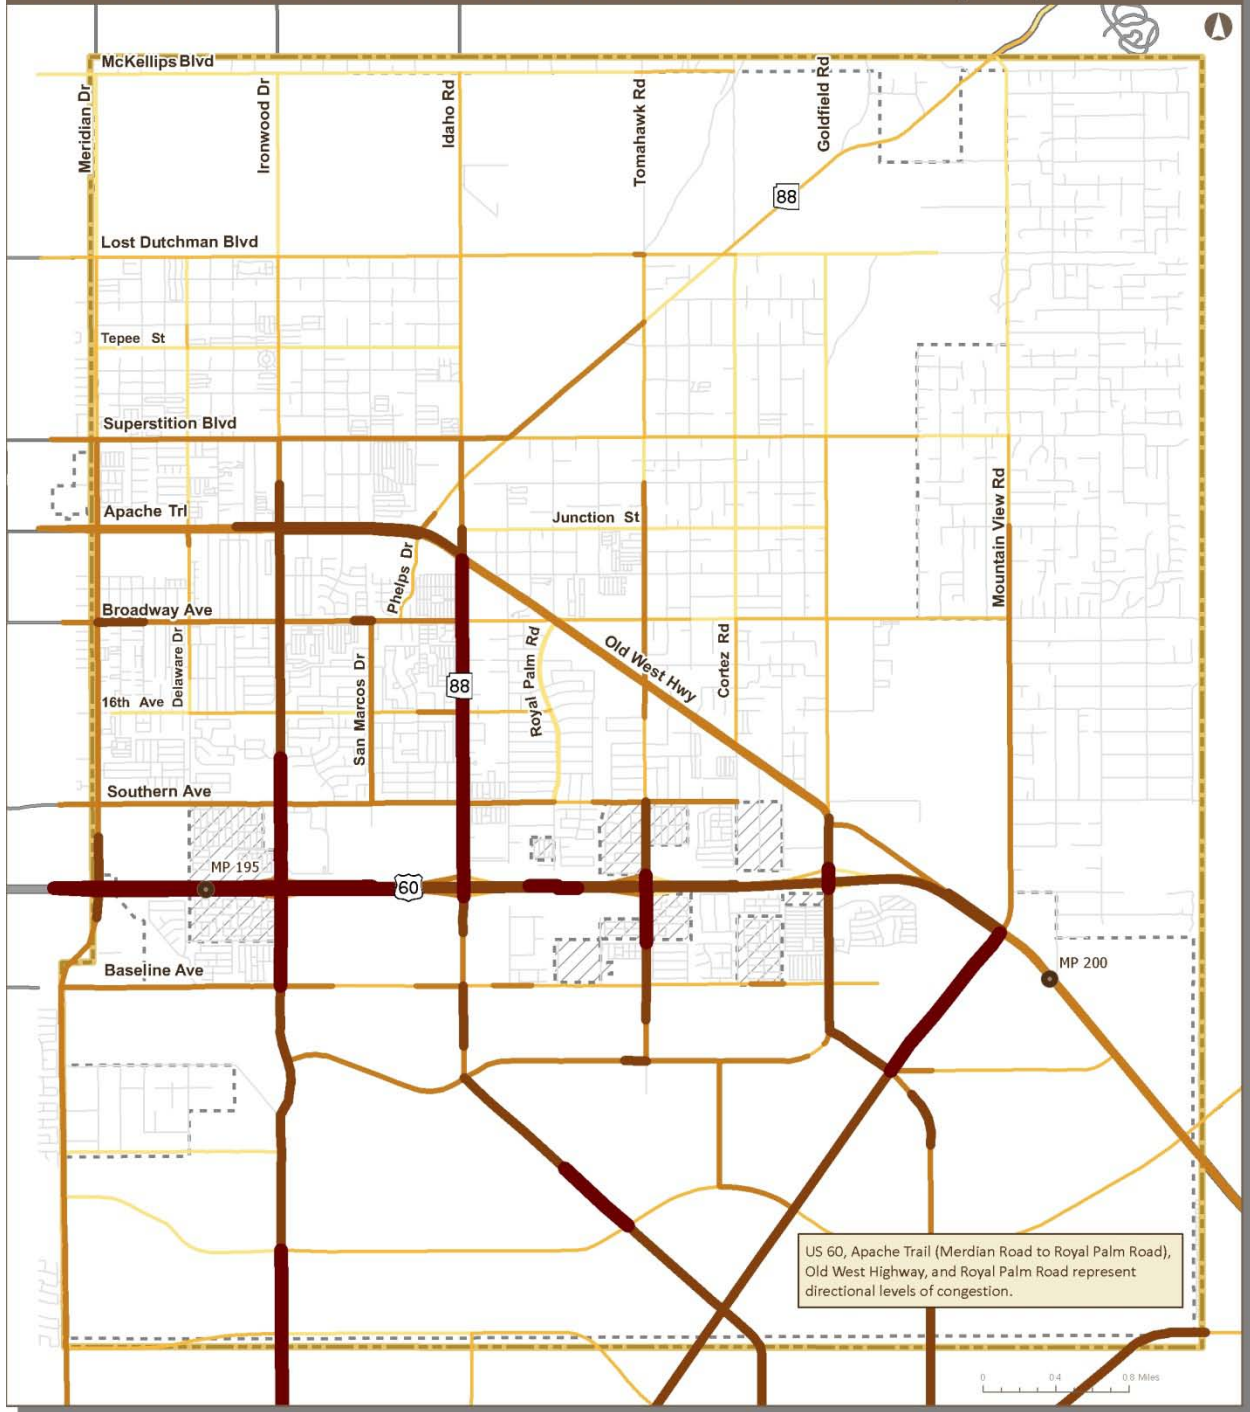 McKellips Blvd
Meridian Dr
Ironwood Dr
Idaho Rd
Tomahawk Rd
Goldfield Rd
88
Lost Dutchman Blvd
Tepee St
Superstition Blvd
Apache Trl
Junction St
Mountain View Rd
Phelps Dr
Broadway Ave
Delaware Dr
San Marcos Dr
Royal Palm Rd
Old West Hwy
Cortez Rd
88
16th Ave
Southern Ave
MP 195
60
Baseline Ave
MP 200
US 60, Apache Trail (Merdian Road to Royal Palm Road),
Old West Highway, and Royal Palm Road represent
directional levels of congestion.
0 0.4 0.8 Miles